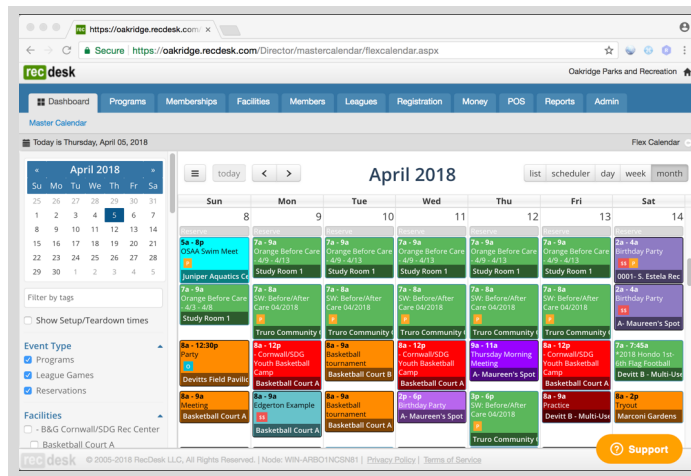 rec https://oakridge.recdesk.com/ ×
Secure https://oakridge.recdesk.com/Director/mastercalendar/flexcalendar.aspx
rec desk
Oakridge Parks and Recreation
Dashboard Programs Memberships Facilities Members Leagues Registration Money POS Reports Admin
Master Calendar
Today is Thursday, April 05, 2018
Flex Calendar
« April 2018 »
Su Mo Tu We Th Fr Sa
25 26 27 28 29 30 31
1 2 3 4 5 6 7
8 9 10 11 12 13 14
15 16 17 18 19 20 21
22 23 24 25 26 27 28
29 30 1 2 3 4 5
Filter by tags
Show Setup/Teardown times
Event Type
Programs
League Games
Reservations
Facilities
- B&G Cornwall/SDG Rec Center
Basketball Court A
today < >
April 2018
list scheduler day week month
Sun Mon Tue Wed Thu Fri Sat
8 9 10 11 12 13 14
Reserve Reserve Reserve Reserve Reserve Reserve Reserve
5a - 8p 7a - 9a 7a - 9a 7a - 9a 7a - 9a 7a - 9a 2a - 4a
OSAA Swim Meet Orange Before Care Orange Before Care Orange Before Care Orange Before Care Orange Before Care Birthday Party
P - 4/9 - 4/13 - 4/9 - 4/13 - 4/9 - 4/13 - 4/9 - 4/13 - 4/9 - 4/13 $$ P
Juniper Aquatics Ce Study Room 1 Study Room 1 Study Room 1 Study Room 1 Study Room 1 0001- S. Estela Rec
7a - 9a 7a - 8a 7a - 8a 7a - 8a 7a - 8a 7a - 8a 2a - 4a
Orange Before Care SW: Before/After SW: Before/After SW: Before/After SW: Before/After SW: Before/After Birthday Party
- 4/3 - 4/8 Care 04/2018 Care 04/2018 Care 04/2018 Care 04/2018 Care 04/2018 $$ P
Study Room 1 P P P P P
Truro Community Truro Community Truro Community Truro Community Truro Community A- Maureen's Spot
8a - 12:30p 8a - 12p 8a - 9a 8a - 12p 9a - 11a 8a - 12p 7a - 7:45a
Party - Cornwall/SDG Basketball - Cornwall/SDG Thursday Morning - Cornwall/SDG *2018 Hondo 1st-
O Youth Basketball tournament Youth Basketball Meeting Youth Basketball 6th Flag Football
Devitts Field Pavilic Camp Basketball Court B Camp A- Maureen's Spot Camp Devitt B - Multi-Use
Basketball Court A Basketball Court A Basketball Court A
8a - 9a 8a - 9a 8a - 9a 2p - 6p 3p - 6p 8a - 9a 8a - 2p
Meeting Edgerton Example Basketball Birthday Party SW: Before/After Practice Tryout
Basketball Court A $$ tournament A- Maureen's Spot Care 04/2018 Devitt B - Multi-Use Marconi Gardens
Basketball Court A Basketball Court A P
Truro Community
Support
rec desk © 2005-2018 RecDesk LLC, All Rights Reserved. | Node: WIN-ARBO1NCSN81 | Privacy Policy | Terms of Service